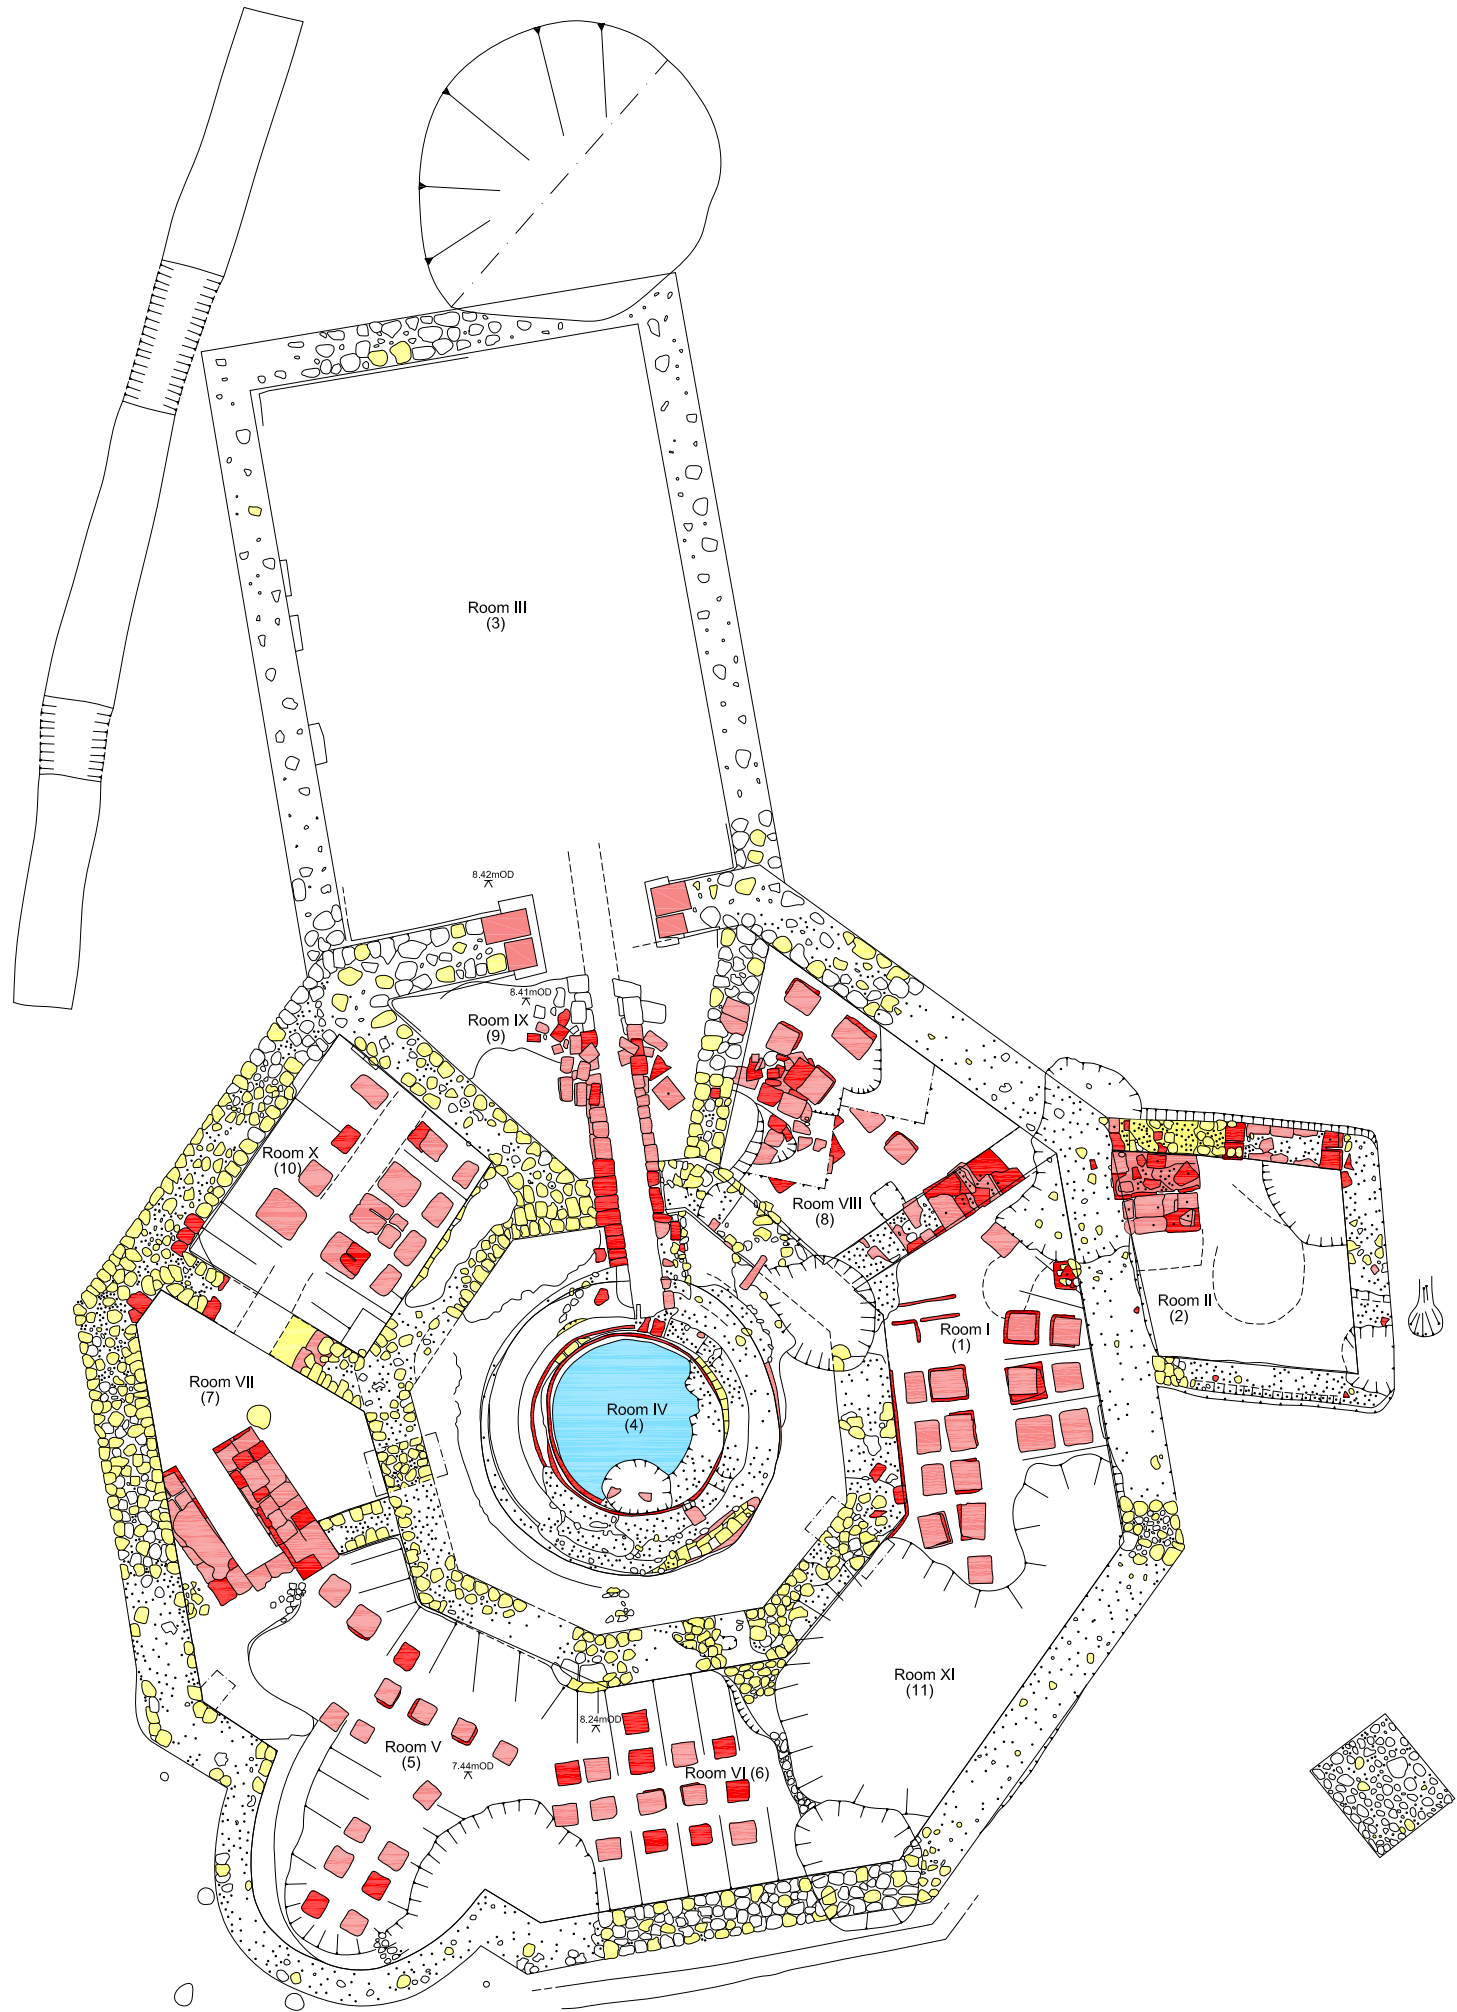 Room III
(3)
8.42mOD
8.41mOD
Room IX
(9)
Room X
(10)
Room VIII
(8)
Room II
(2)
Room I
(1)
Room VII
(7)
Room IV
(4)
Room XI
(11)
8.24mOD
Room V
(5)
7.44mOD
Room VI (6)